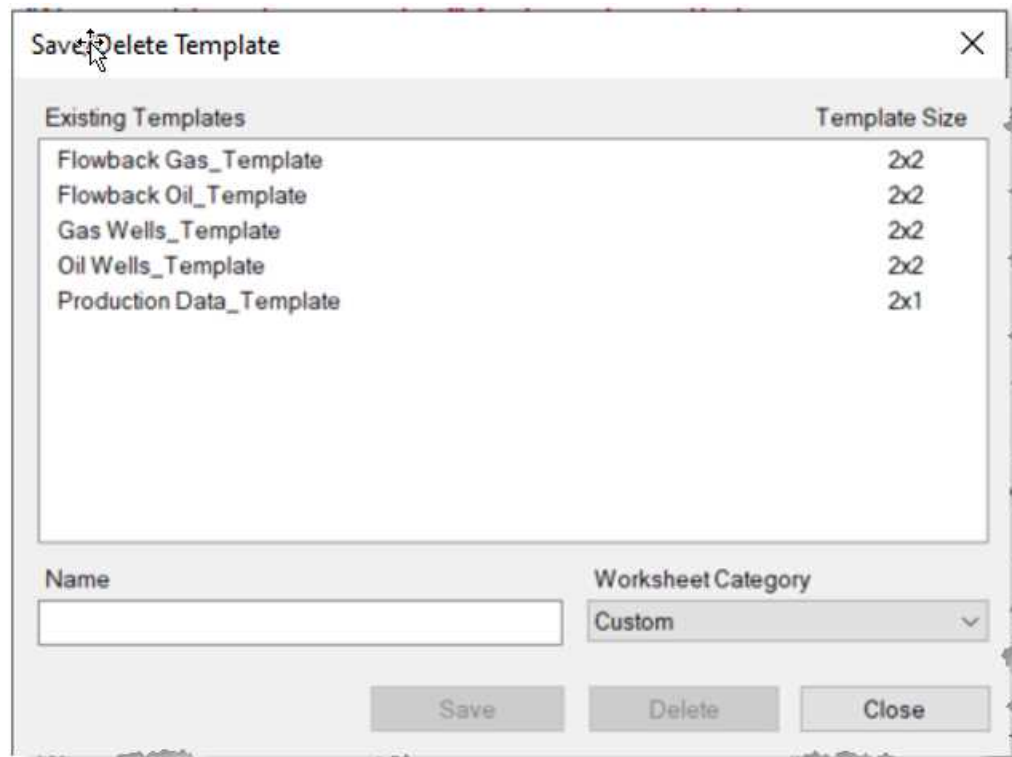 Save/Delete Template
Existing Templates Template Size
Flowback Gas_Template 2x2
Flowback Oil_Template 2x2
Gas Wells_Template 2x2
Oil Wells_Template 2x2
Production Data_Template 2x1
Name Worksheet Category
Custom
Save Delete Close